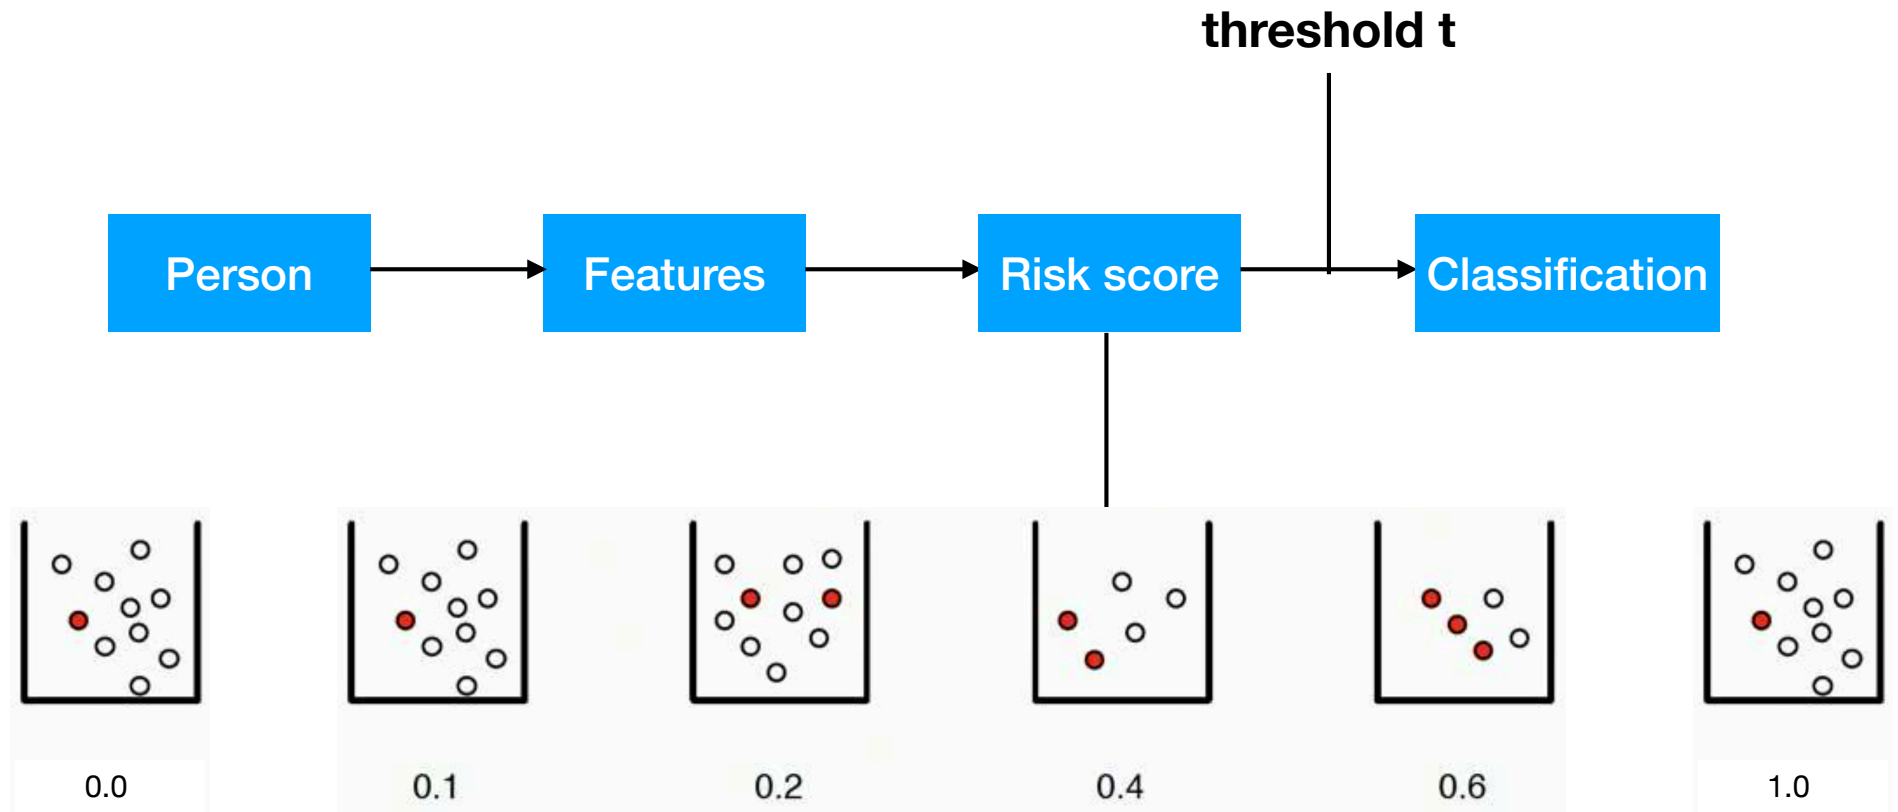 threshold t
Person
Features
Risk score
Classification
0.0
0.1
0.2
0.4
0.6
1.0